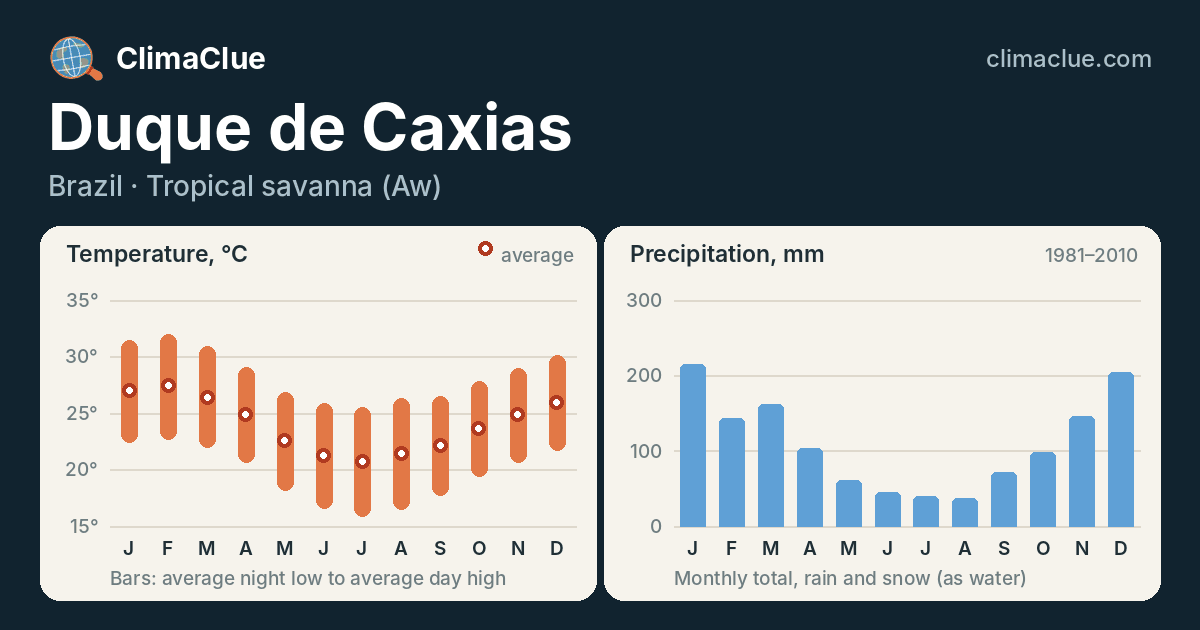 ClimaClue
climaclue.com
Duque de Caxias
Brazil · Tropical savanna (Aw)
Temperature, °C
average
35°
30°
25°
20°
15°
J F M A M J J A S O N D
Bars: average night low to average day high
Precipitation, mm
1981–2010
300
200
100
0
J F M A M J J A S O N D
Monthly total, rain and snow (as water)